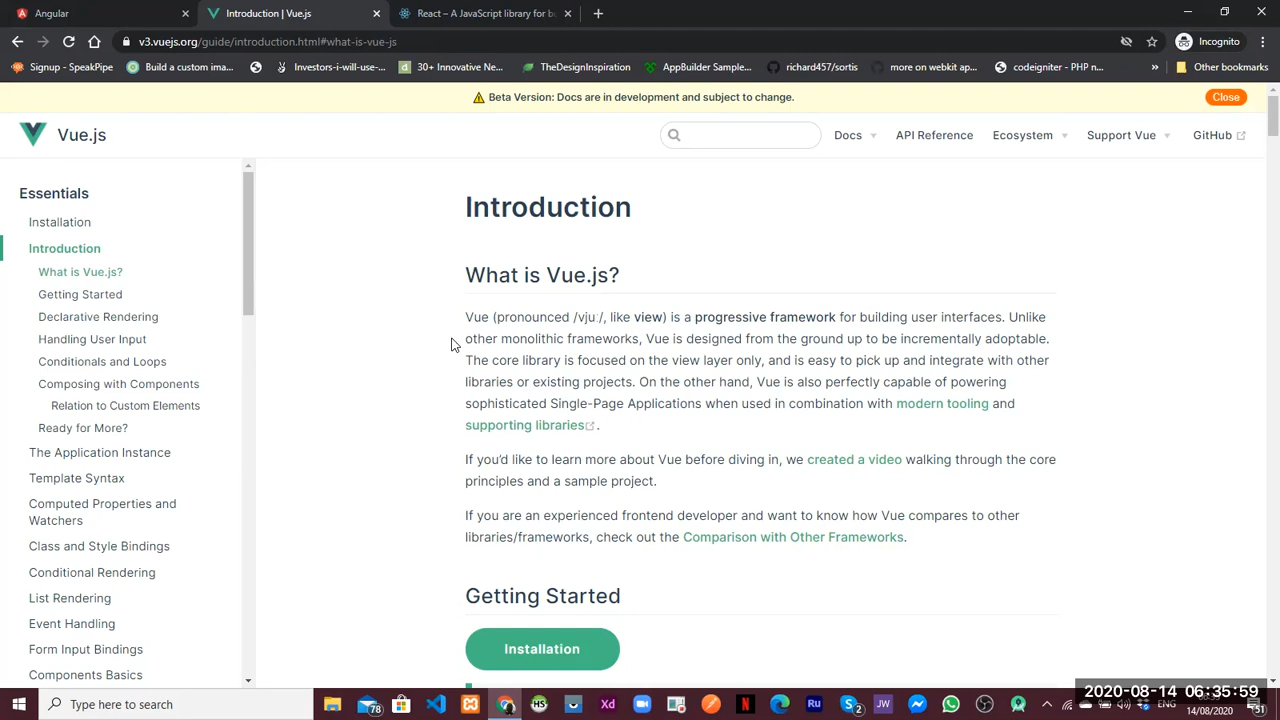 Angular
Introduction | Vue.js
React – A JavaScript library for bu
v3.vuejs.org/guide/introduction.html#what-is-vue-js
Incognito
Signup - SpeakPipe
Build a custom ima...
Investors-i-will-use-...
30+ Innovative Ne...
TheDesignInspiration
AppBuilder Sample...
richard457/sortis
more on webkit ap...
codeigniter - PHP n...
»
Other bookmarks
Beta Version: Docs are in development and subject to change.
Close
Vue.js
Docs
API Reference
Ecosystem
Support Vue
GitHub
Essentials
Installation
Introduction
What is Vue.js?
Getting Started
Declarative Rendering
Handling User Input
Conditionals and Loops
Composing with Components
Relation to Custom Elements
Ready for More?
The Application Instance
Template Syntax
Computed Properties and
Watchers
Class and Style Bindings
Conditional Rendering
List Rendering
Event Handling
Form Input Bindings
Components Basics
Introduction
What is Vue.js?
Vue (pronounced /vjuː/, like view) is a progressive framework for building user interfaces. Unlike
other monolithic frameworks, Vue is designed from the ground up to be incrementally adoptable.
The core library is focused on the view layer only, and is easy to pick up and integrate with other
libraries or existing projects. On the other hand, Vue is also perfectly capable of powering
sophisticated Single-Page Applications when used in combination with modern tooling and
supporting libraries.
If you'd like to learn more about Vue before diving in, we created a video walking through the core
principles and a sample project.
If you are an experienced frontend developer and want to know how Vue compares to other
libraries/frameworks, check out the Comparison with Other Frameworks.
Getting Started
Installation
Type here to search
78
HS
Xd
N
Ru
2
JW
ENG
2020-08-14 06:35:59
14/08/2020
51